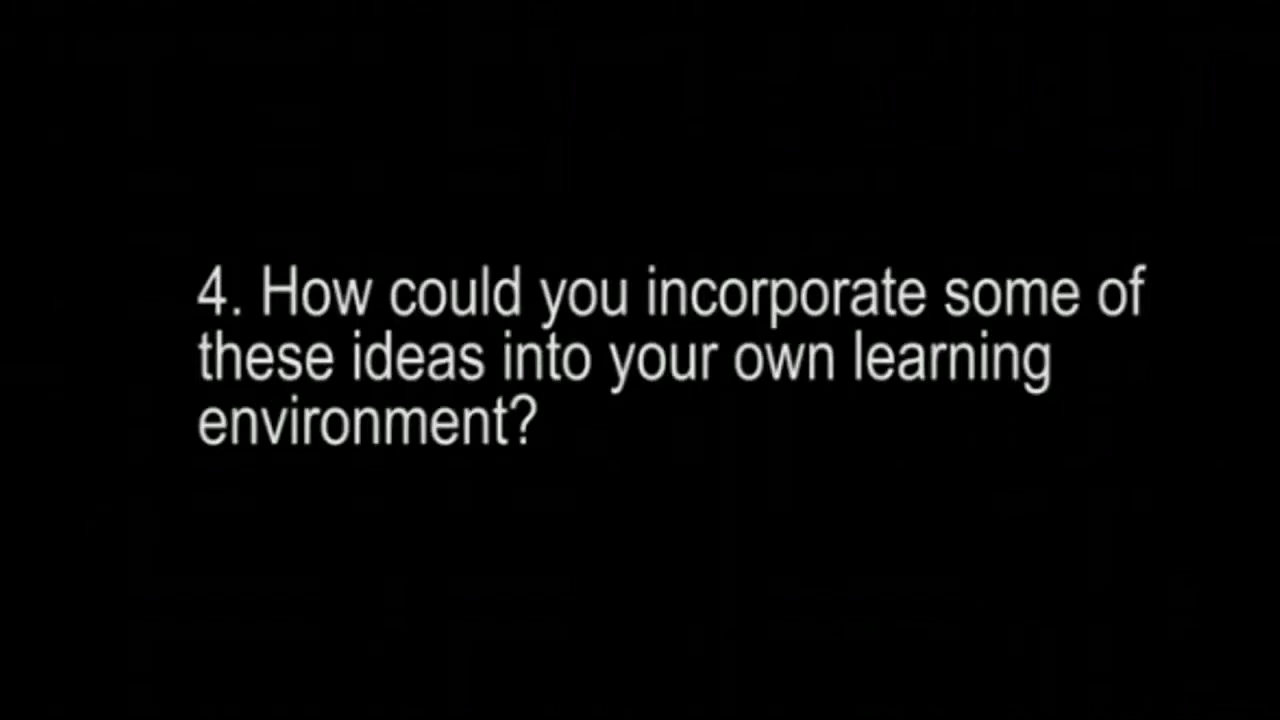 4. How could you incorporate some of
these ideas into your own learning
environment?